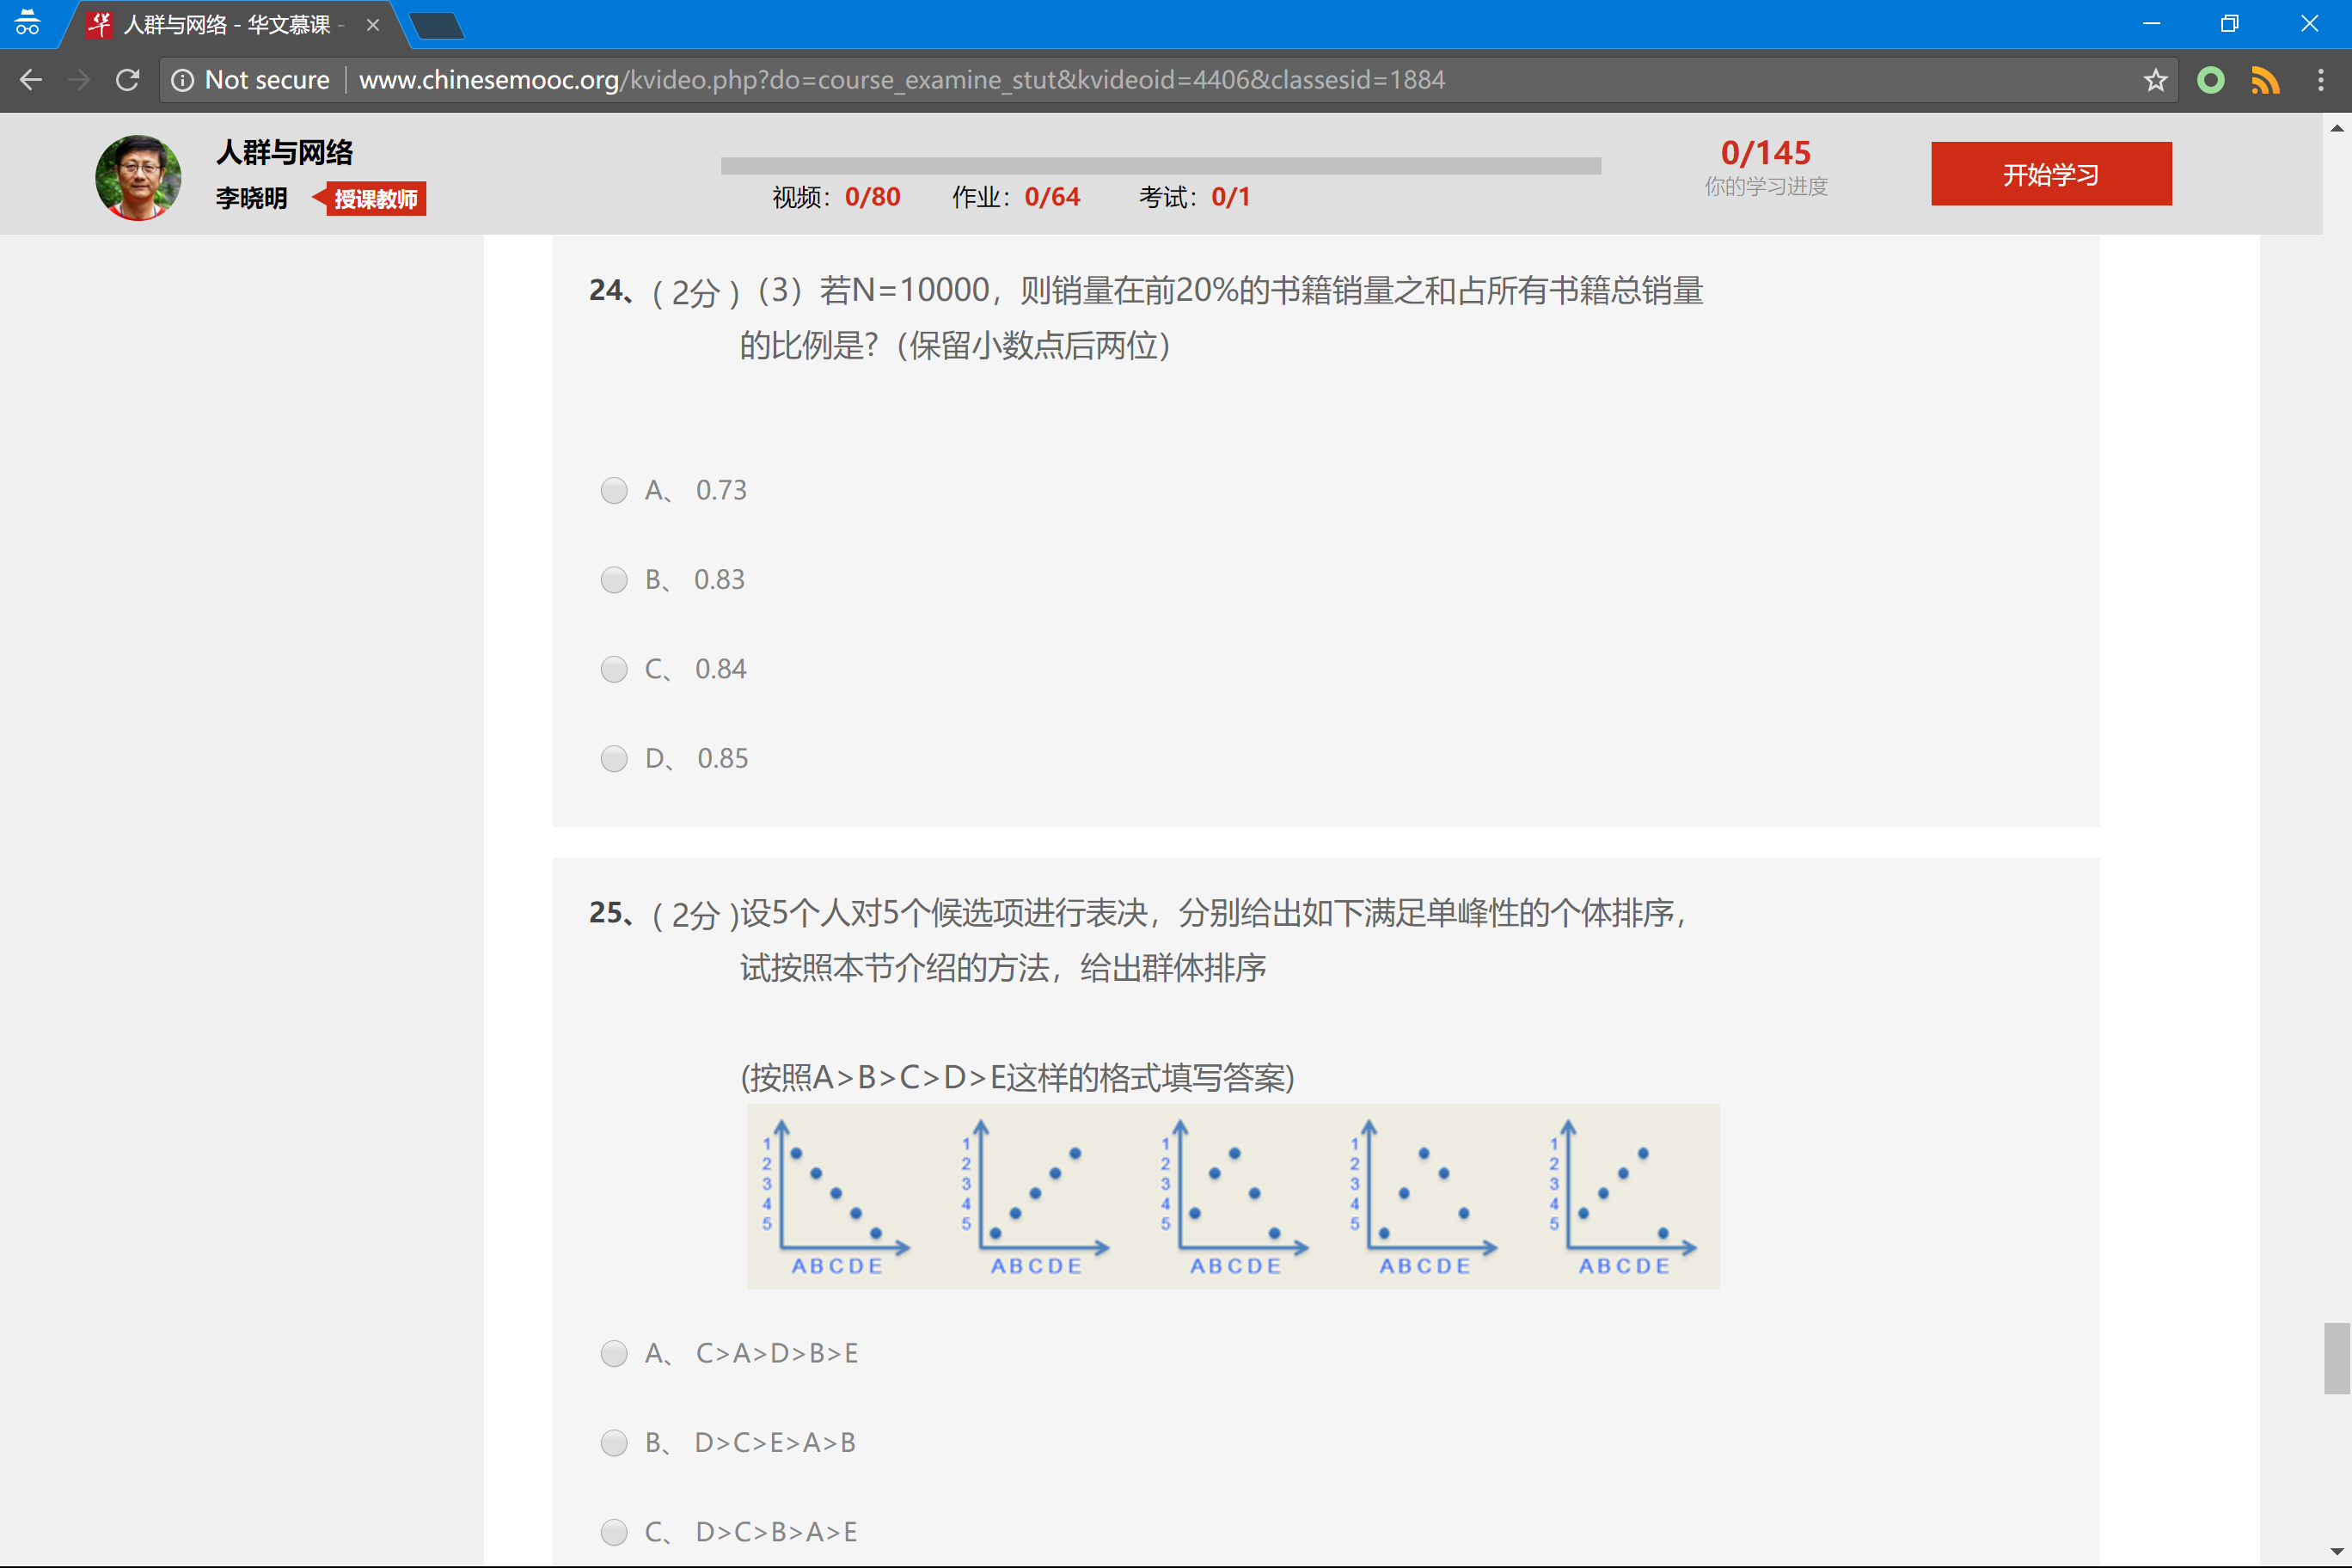 人群与网络 - 华文慕课 -
Not secure www.chinesemooc.org/kvideo.php?do=course_examine_stut&kvideoid=4406&classesid=1884
人群与网络
李晓明 授课教师
视频：0/80 作业：0/64 考试：0/1
0/145
你的学习进度
开始学习
24、( 2分 )（3）若N=10000，则销量在前20%的书籍销量之和占所有书籍总销量
的比例是?（保留小数点后两位）
A、 0.73
B、 0.83
C、 0.84
D、 0.85
25、( 2分 )设5个人对5个候选项进行表决，分别给出如下满足单峰性的个体排序，
试按照本节介绍的方法，给出群体排序
(按照A>B>C>D>E这样的格式填写答案)
1 1 1 1 1
2 2 2 2 2
3 3 3 3 3
4 4 4 4 4
5 5 5 5 5
A B C D E A B C D E A B C D E A B C D E A B C D E
A、 C>A>D>B>E
B、 D>C>E>A>B
C、 D>C>B>A>E